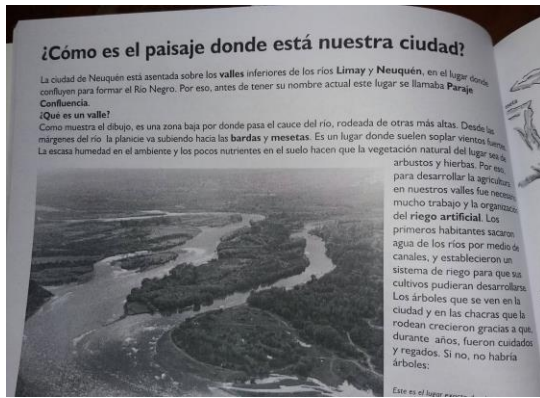 ¿Cómo es el paisaje donde está nuestra ciudad?
La ciudad de Neuquén está asentada sobre los valles inferiores de los ríos Limay y Neuquén, en el lugar donde
confluyen para formar el Río Negro. Por eso, antes de tener su nombre actual este lugar se llamaba Paraje
Confluencia.
¿Qué es un valle?
Como muestra el dibujo, es una zona baja por donde pasa el cauce del río, rodeada de otras más altas. Desde las
márgenes del río la planicie va subiendo hacia las bardas y mesetas. Es un lugar donde suelen soplar vientos fuertes.
La escasa humedad en el ambiente y los pocos nutrientes en el suelo hacen que la vegetación natural del lugar sea de
arbustos y hierbas. Por eso,
para desarrollar la agricultura
en nuestros valles fue necesario
mucho trabajo y la organización
del riego artificial. Los
primeros habitantes sacaron
agua de los ríos por medio de
canales, y establecieron un
sistema de riego para que sus
cultivos pudieran desarrollarse.
Los árboles que se ven en la
ciudad y en las chacras que la
rodean crecieron gracias a que,
durante años, fueron cuidados
y regados. Si no, no habría
árboles:
Este es el lugar